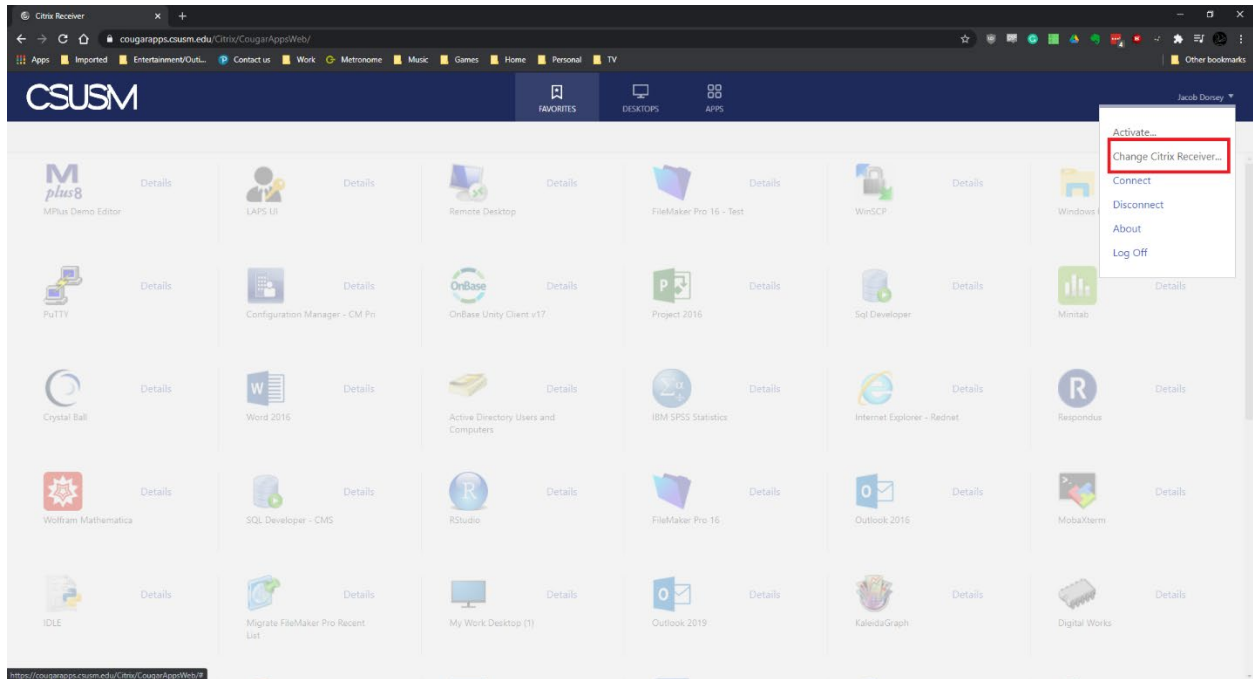 Citrix Receiver
cougarapps.csusm.edu/Citrix/CougarAppsWeb/
Apps Imported Entertainment/Outi... Contact us Work Metronome Music Games Home Personal TV Other bookmarks
CSUSM
FAVORITES DESKTOPS APPS
Jacob Dorsey
Activate...
Change Citrix Receiver...
Connect
Disconnect
About
Log Off
M
plus8
Details Details Details Details Details
MPlus Demo Editor LAPS UI Remote Desktop FileMaker Pro 16 - Test WinSCP Windows
OnBase
Details Details Details Details Details Details
PuTTY Configuration Manager - CM Pri OnBase Unity Client v17 Project 2016 Sql Developer Minitab
Details Details Details Details Details Details
Crystal Ball Word 2016 Active Directory Users and Computers IBM SPSS Statistics Internet Explorer - Rednet Respondus
Details Details Details Details Details Details
Wolfram Mathematica SQL Developer - CMS RStudio FileMaker Pro 16 Outlook 2016 MobaXterm
Details Details Details Details Details Details
IDLE Migrate FileMaker Pro Recent List My Work Desktop (1) Outlook 2019 KaleidaGraph Digital Works
https://cougarapps.csusm.edu/Citrix/CougarAppsWeb/#